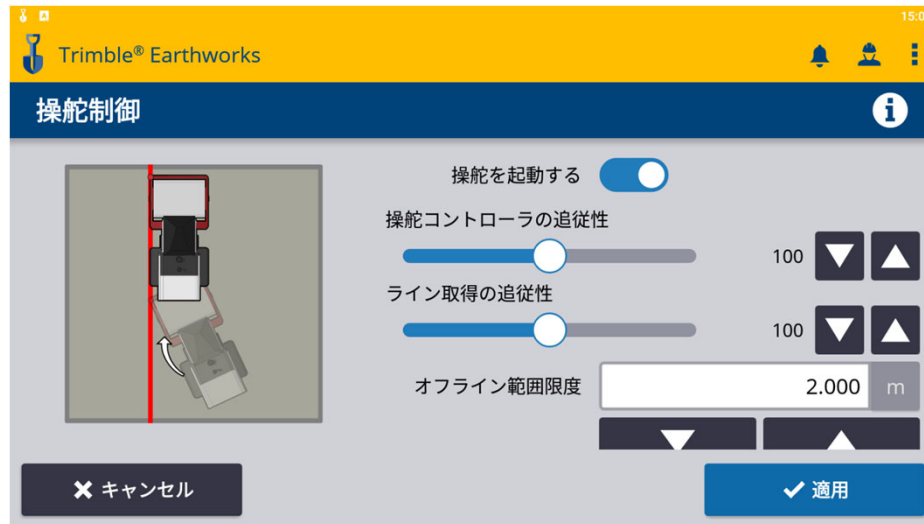 15:0
Trimble® Earthworks
操舵制御
操舵を起動する
操舵コントローラの追従性
100
ライン取得の追従性
100
オフライン範囲限度 2.000 m
キャンセル
適用